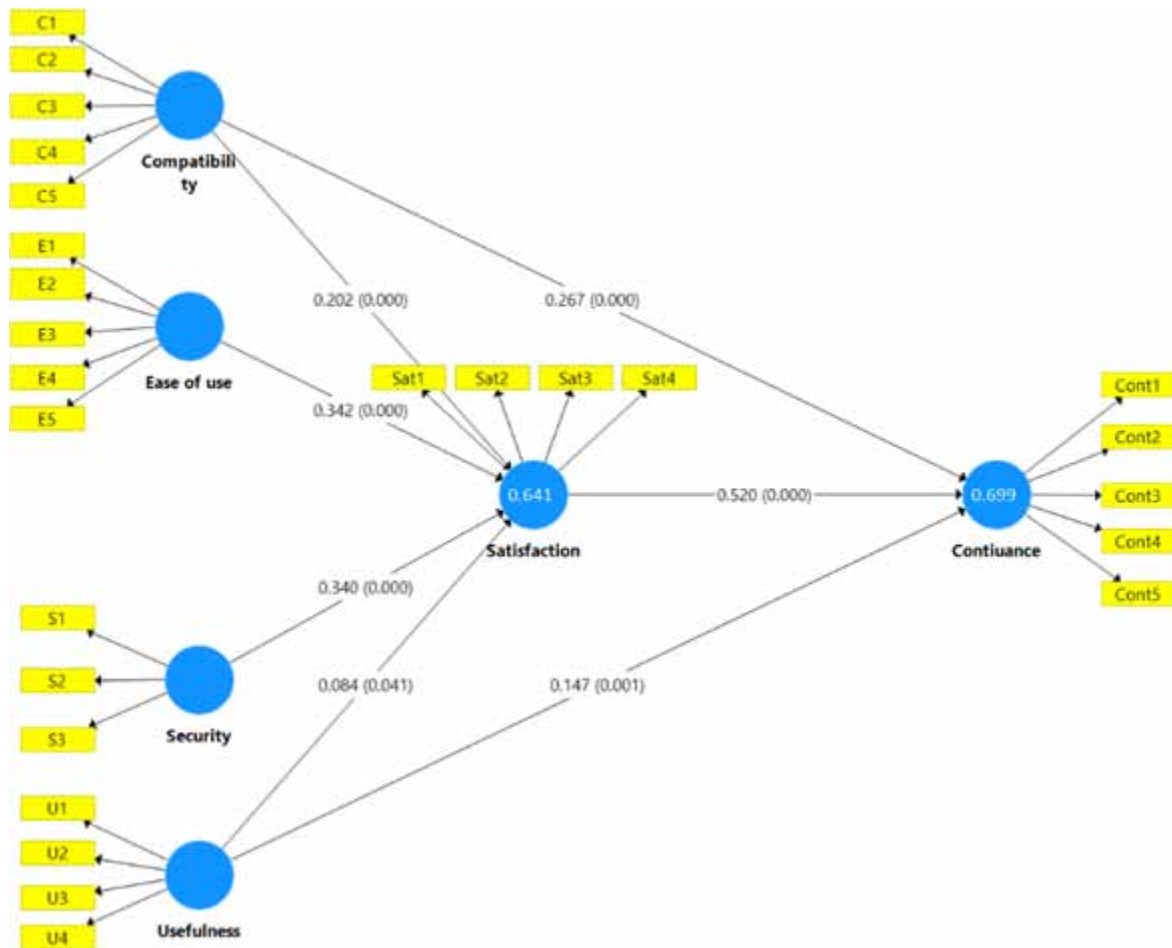 C1
C2
C3
C4
C5
Compatibili
ty
E1
E2
E3
E4
E5
Ease of use
0.202 (0.000)
0.267 (0.000)
0.342 (0.000)
Sat1
Sat2
Sat3
Sat4
0.641
Satisfaction
0.520 (0.000)
0.699
Contiuance
Cont1
Cont2
Cont3
Cont4
Cont5
0.340 (0.000)
0.084 (0.041)
0.147 (0.001)
S1
S2
S3
Security
U1
U2
U3
U4
Usefulness